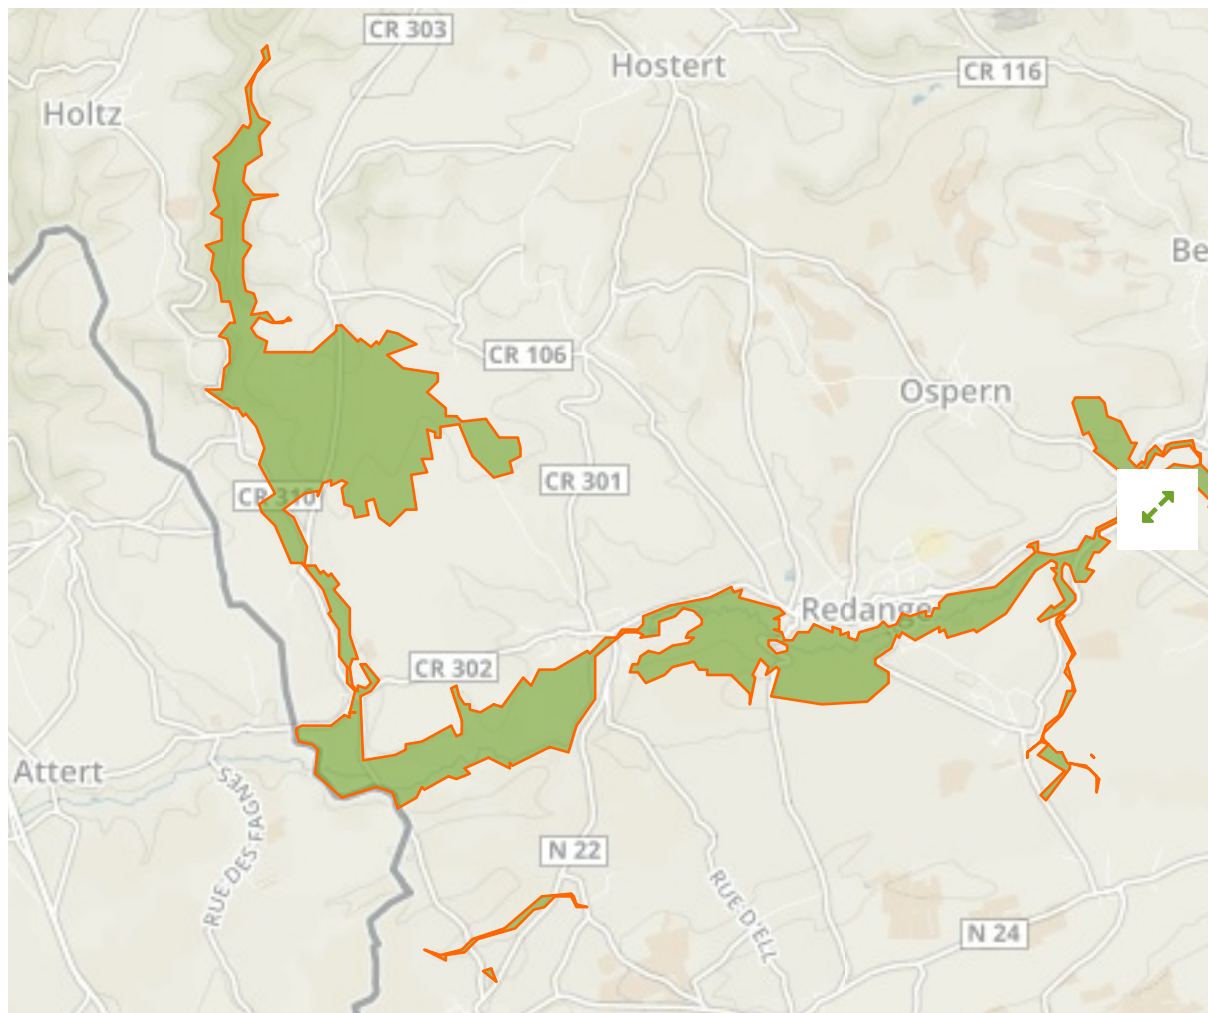 CR 303
Hostert
CR 116
Holtz
Be
CR 106
Ospern
CR 301
CR 310
Redange
CR 302
Attert
RUE DES FAGNES
N 22
RUE D'ELL
N 24